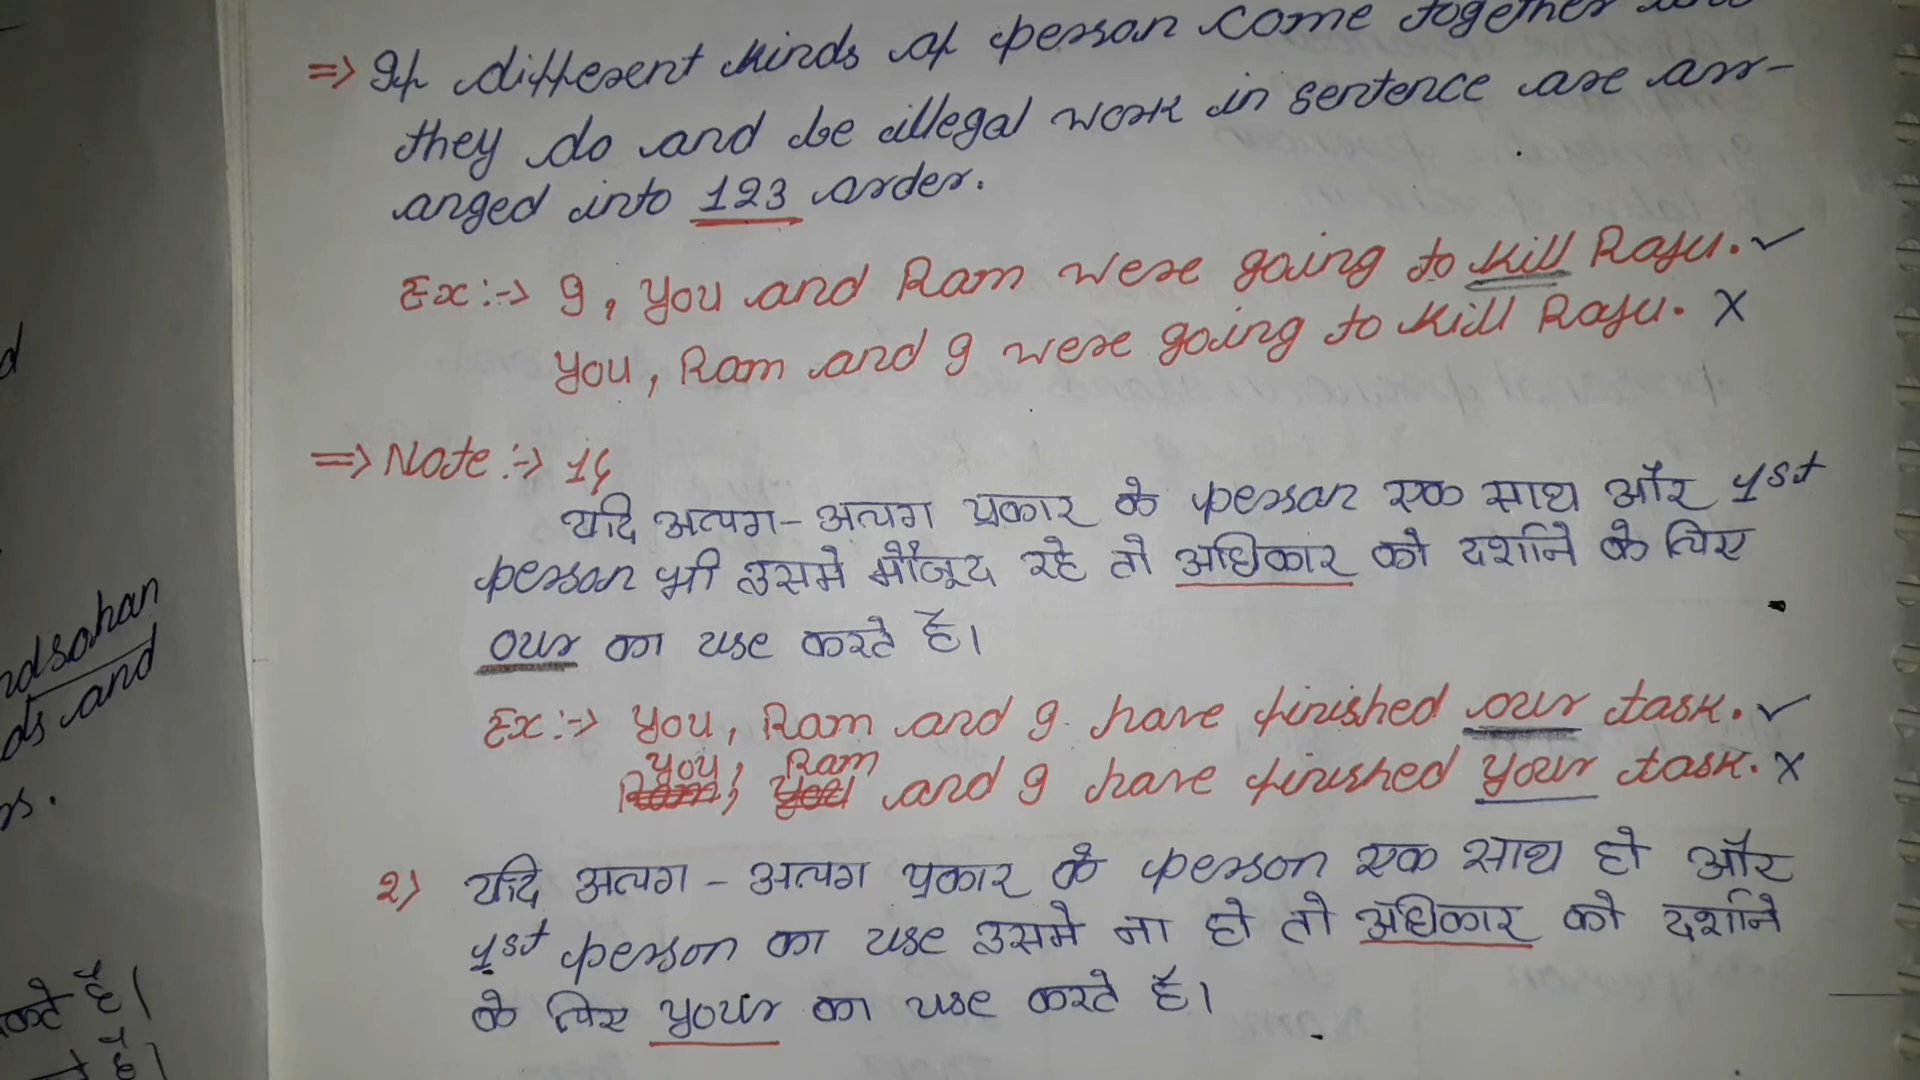 => If different kinds of person come together and
they do and be illegal work in sentence are arr-
anged into 123 order.
Ex:-> I, you and Ram were going to kill Raju. ✓
You, Ram and I were going to kill Raju. X
=> Note:->
यदि अलग-अलग प्रकार के person एक साथ और 1st
person भी उसमे मौजूद रहे तो अधिकार को दर्शाने के लिए
our का use करते हैं।
Ex:-> You, Ram and I have finished our task. ✓
You, Ram
and I have finished your task. X
2) यदि अलग-अलग प्रकार के person एक साथ हो और
1st person का use उसमे ना हो तो अधिकार को दर्शाने
के लिए your का use करते हैं।
ndsohan
ds and
करते है।
है।